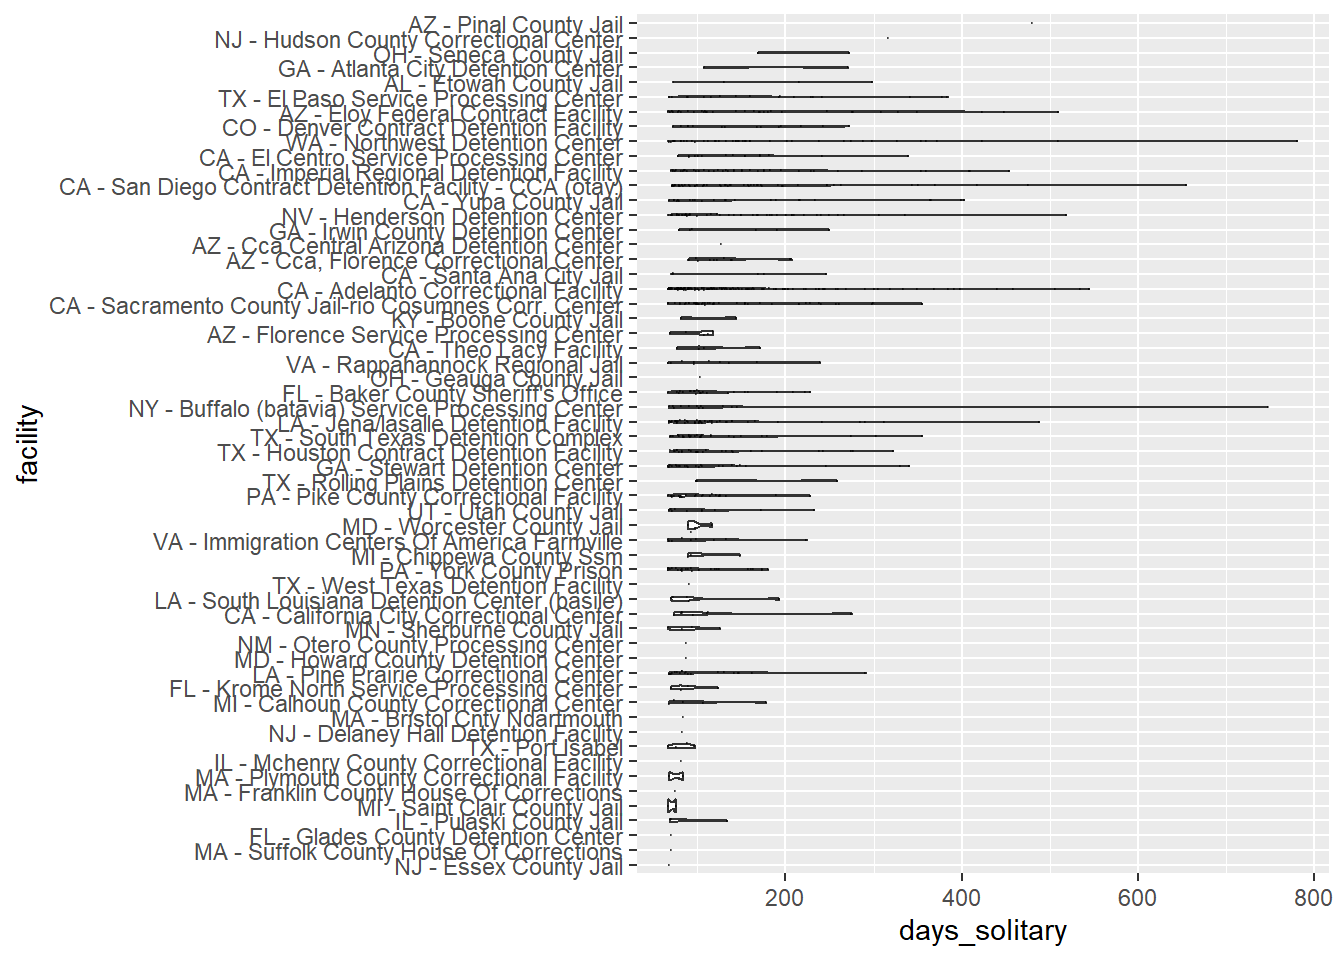 AZ - Pinal County Jail
NJ - Hudson County Correctional Center
OH - Seneca County Jail
GA - Atlanta City Detention Center
AL - Etowah County Jail
TX - El Paso Service Processing Center
AZ - Eloy Federal Contract Facility
CO - Denver Contract Detention Facility
WA - Northwest Detention Center
CA - El Centro Service Processing Center
CA - Imperial Regional Detention Facility
CA - San Diego Contract Detention Facility - CCA (otay)
CA - Yuba County Jail
NV - Henderson Detention Center
GA - Irwin County Detention Center
AZ - Cca Central Arizona Detention Center
AZ - Cca, Florence Correctional Center
CA - Santa Ana City Jail
CA - Adelanto Correctional Facility
CA - Sacramento County Jail-rio Cosumnes Corr. Center
KY - Boone County Jail
AZ - Florence Service Processing Center
CA - Theo Lacy Facility
VA - Rappahannock Regional Jail
OH - Geauga County Jail
FL - Baker County Sheriff's Office
NY - Buffalo (batavia) Service Processing Center
LA - Jena/lasalle Detention Facility
TX - South Texas Detention Complex
TX - Houston Contract Detention Facility
GA - Stewart Detention Center
TX - Rolling Plains Detention Center
PA - Pike County Correctional Facility
UT - Utah County Jail
MD - Worcester County Jail
VA - Immigration Centers Of America Farmville
MI - Chippewa County Ssm
PA - York County Prison
TX - West Texas Detention Facility
LA - South Louisiana Detention Center (basile)
CA - California City Correctional Center
MN - Sherburne County Jail
NM - Otero County Processing Center
MD - Howard County Detention Center
LA - Pine Prairie Correctional Center
FL - Krome North Service Processing Center
MI - Calhoun County Correctional Center
MA - Bristol Cnty Ndartmouth
NJ - Delaney Hall Detention Facility
TX - Port Isabel
IL - Mchenry County Correctional Facility
MA - Plymouth County Correctional Facility
MA - Franklin County House Of Corrections
MI - Saint Clair County Jail
IL - Pulaski County Jail
FL - Glades County Detention Center
MA - Suffolk County House Of Corrections
NJ - Essex County Jail
facility
200 400 600 800
days_solitary